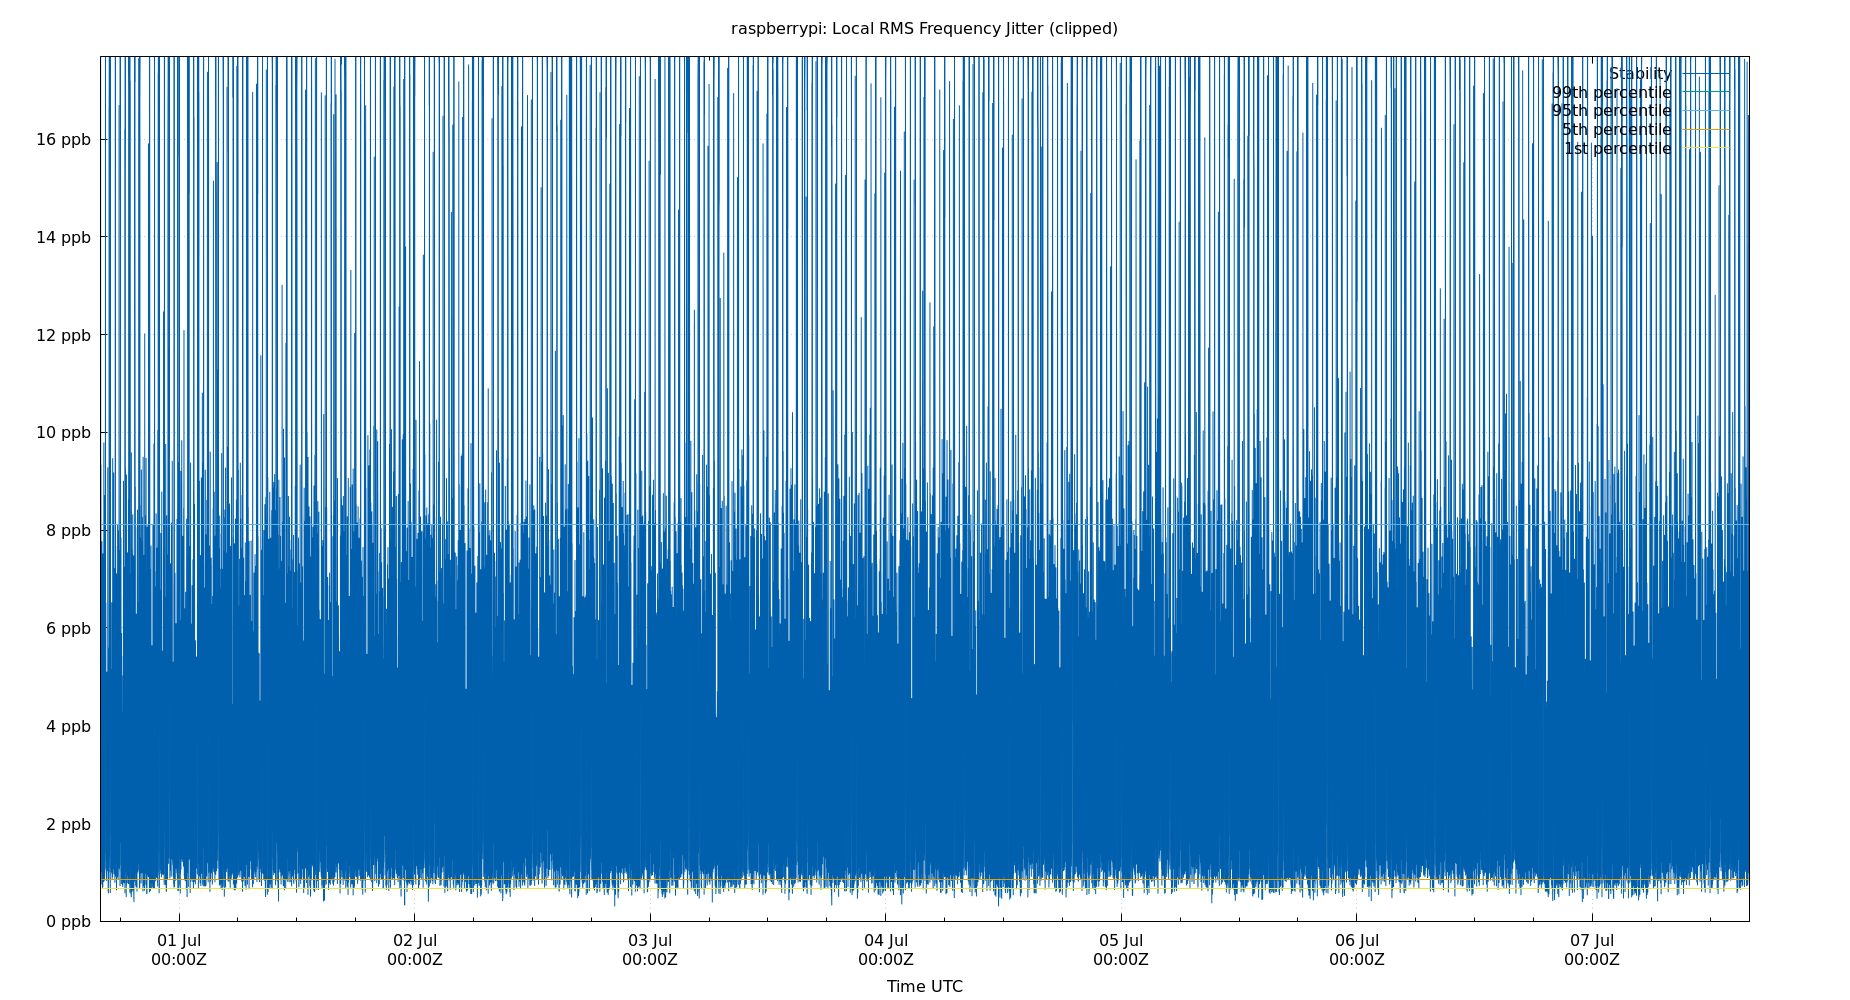 raspberrypi: Local RMS Frequency Jitter (clipped)
Stability
99th percentile
95th percentile
5th percentile
1st percentile
16 ppb
14 ppb
12 ppb
10 ppb
8 ppb
6 ppb
4 ppb
2 ppb
0 ppb
01 Jul 02 Jul 03 Jul 04 Jul 05 Jul 06 Jul 07 Jul
00:00Z 00:00Z 00:00Z 00:00Z 00:00Z 00:00Z 00:00Z
Time UTC